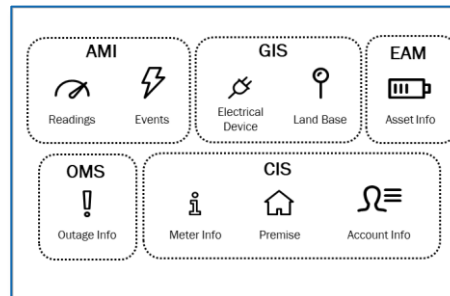 AMI
Readings
Events
GIS
Electrical
Device
Land Base
EAM
Asset Info
OMS
Outage Info
CIS
Meter Info
Premise
Account Info